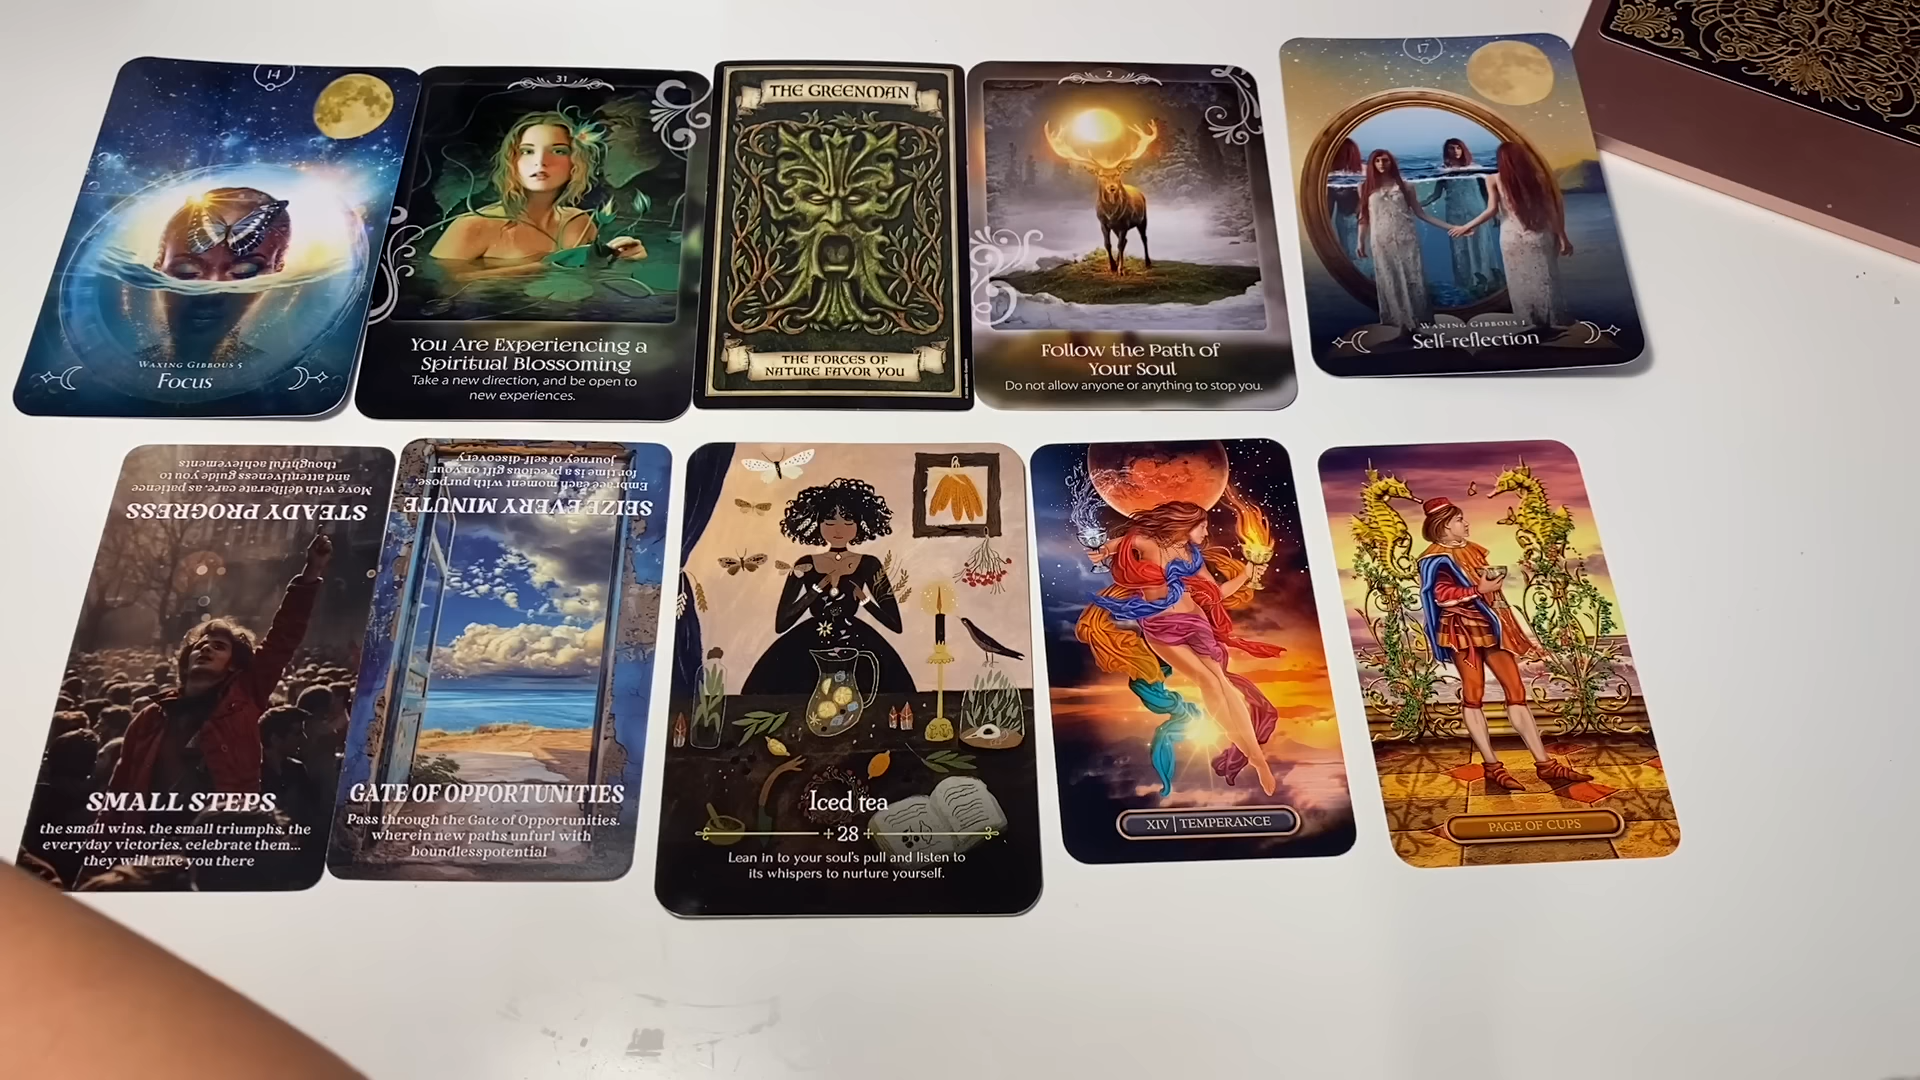 14
WAXING GIBBOUS 5
Focus
31
You Are Experiencing a
Spiritual Blossoming
Take a new direction, and be open to
new experiences.
THE GREENMAN
THE FORCES OF
NATURE FAVOR YOU
2
Follow the Path of
Your Soul
Do not allow anyone or anything to stop you.
17
WANING GIBBOUS 1
Self-reflection
STEADY PROGRESS
Move with deliberate care, as patience
and attentiveness guide you to
thoughtful achievements
SMALL STEPS
the small wins, the small triumphs, the
everyday victories, celebrate them...
they will take you there
SEIZE EVERY MINUTE
Embrace each moment with purpose,
for time is a precious gift on your
journey of self-discovery
GATE OF OPPORTUNITIES
Pass through the Gate of Opportunities,
wherein new paths unfurl with
boundlesspotential
Iced tea
28
Lean in to your soul's pull and listen to
its whispers to nurture yourself.
XIV | TEMPERANCE
PAGE OF CUPS